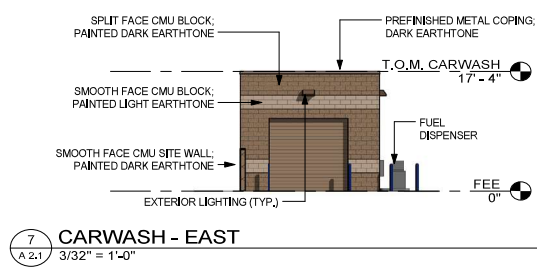 SPLIT FACE CMU BLOCK;
PAINTED DARK EARTHTONE
PREFINISHED METAL COPING;
DARK EARTHTONE
T.O.M. CARWASH
17' - 4"
SMOOTH FACE CMU BLOCK;
PAINTED LIGHT EARTHTONE
FUEL
DISPENSER
SMOOTH FACE CMU SITE WALL;
PAINTED DARK EARTHTONE
FFE
0"
EXTERIOR LIGHTING (TYP.)
7
A 2.1
CARWASH - EAST
3/32" = 1'-0"